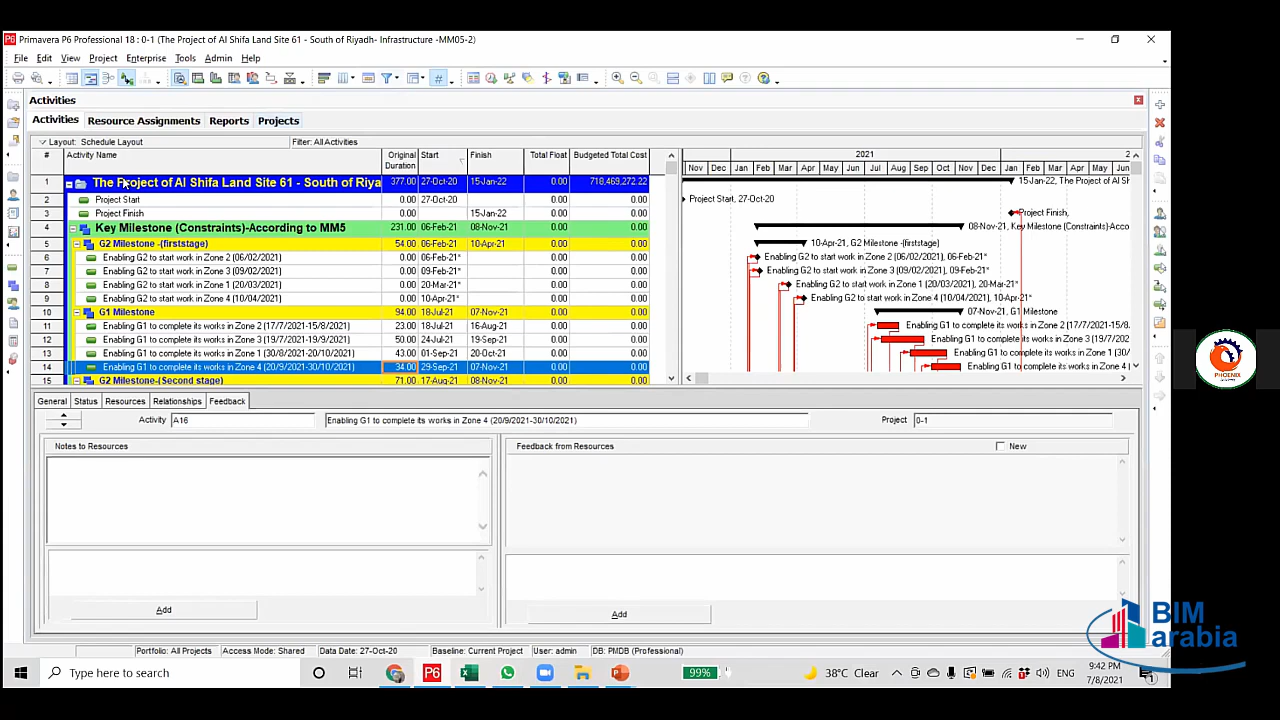 Primavera P6 Professional 18 : 0-1 (The Project of Al Shifa Land Site 61 - South of Riyadh- Infrastructure -MM05-2)
File Edit View Project Enterprise Tools Admin Help
Activities
Activities Resource Assignments Reports Projects
Layout: Schedule Layout Filter: All Activities
# Activity Name Original Duration Start Finish Total Float Budgeted Total Cost
2021
Nov Dec Jan Feb Mar Apr May Jun Jul Aug Sep Oct Nov Dec Jan Feb Mar Apr May Jun
1 The Project of Al Shifa Land Site 61 - South of Riya 377.00 27-Oct-20 15-Jan-22 0.00 718,469,272.22 15-Jan-22, The Project of Al Sh
2 Project Start 0.00 27-Oct-20 0.00 0.00 Project Start, 27-Oct-20
3 Project Finish 0.00 15-Jan-22 0.00 0.00 Project Finish,
4 Key Milestone (Constraints)-According to MM5 231.00 06-Feb-21 08-Nov-21 0.00 0.00 08-Nov-21, Key Milestone (Constraints)-Acco
5 G2 Milestone -(firststage) 54.00 06-Feb-21 10-Apr-21 0.00 0.00 10-Apr-21, G2 Milestone -(firststage)
6 Enabling G2 to start work in Zone 2 (06/02/2021) 0.00 06-Feb-21* 0.00 0.00 Enabling G2 to start work in Zone 2 (06/02/2021), 06-Feb-21*
7 Enabling G2 to start work in Zone 3 (09/02/2021) 0.00 09-Feb-21* 0.00 0.00 Enabling G2 to start work in Zone 3 (09/02/2021), 09-Feb-21*
8 Enabling G2 to start work in Zone 1 (20/03/2021) 0.00 20-Mar-21* 0.00 0.00 Enabling G2 to start work in Zone 1 (20/03/2021), 20-Mar-21*
9 Enabling G2 to start work in Zone 4 (10/04/2021) 0.00 10-Apr-21* 0.00 0.00 Enabling G2 to start work in Zone 4 (10/04/2021), 10-Apr-21*
10 G1 Milestone 94.00 18-Jul-21 07-Nov-21 0.00 0.00 07-Nov-21, G1 Milestone
11 Enabling G1 to complete its works in Zone 2 (17/7/2021-15/8/2021) 23.00 18-Jul-21 16-Aug-21 0.00 0.00 Enabling G1 to complete its works in Zone 2 (17/7/2021-15/8/2
12 Enabling G1 to complete its works in Zone 3 (19/7/2021-19/9/2021) 50.00 24-Jul-21 19-Sep-21 0.00 0.00 Enabling G1 to complete its works in Zone 3 (19/7/202
13 Enabling G1 to complete its works in Zone 1 (30/8/2021-20/10/2021) 43.00 01-Sep-21 20-Oct-21 0.00 0.00 Enabling G1 to complete its works in Zone 1 (30/
14 Enabling G1 to complete its works in Zone 4 (20/9/2021-30/10/2021) 34.00 29-Sep-21 07-Nov-21 0.00 0.00 Enabling G1 to complete its works in Zone 4 (
15 G2 Milestone-(Second stage) 71.00 17-Aug-21 08-Nov-21 0.00 0.00
General Status Resources Relationships Feedback
Activity A16 Enabling G1 to complete its works in Zone 4 (20/9/2021-30/10/2021) Project 0-1
Notes to Resources Feedback from Resources New
Add Add
Portfolio: All Projects Access Mode: Shared Data Date: 27-Oct-20 Baseline: Current Project User: admin DB: PMDB (Professional)
Type here to search P6 99% 38°C Clear ENG 9:42 PM
7/8/2021
PHOENIX
BIM
arabia